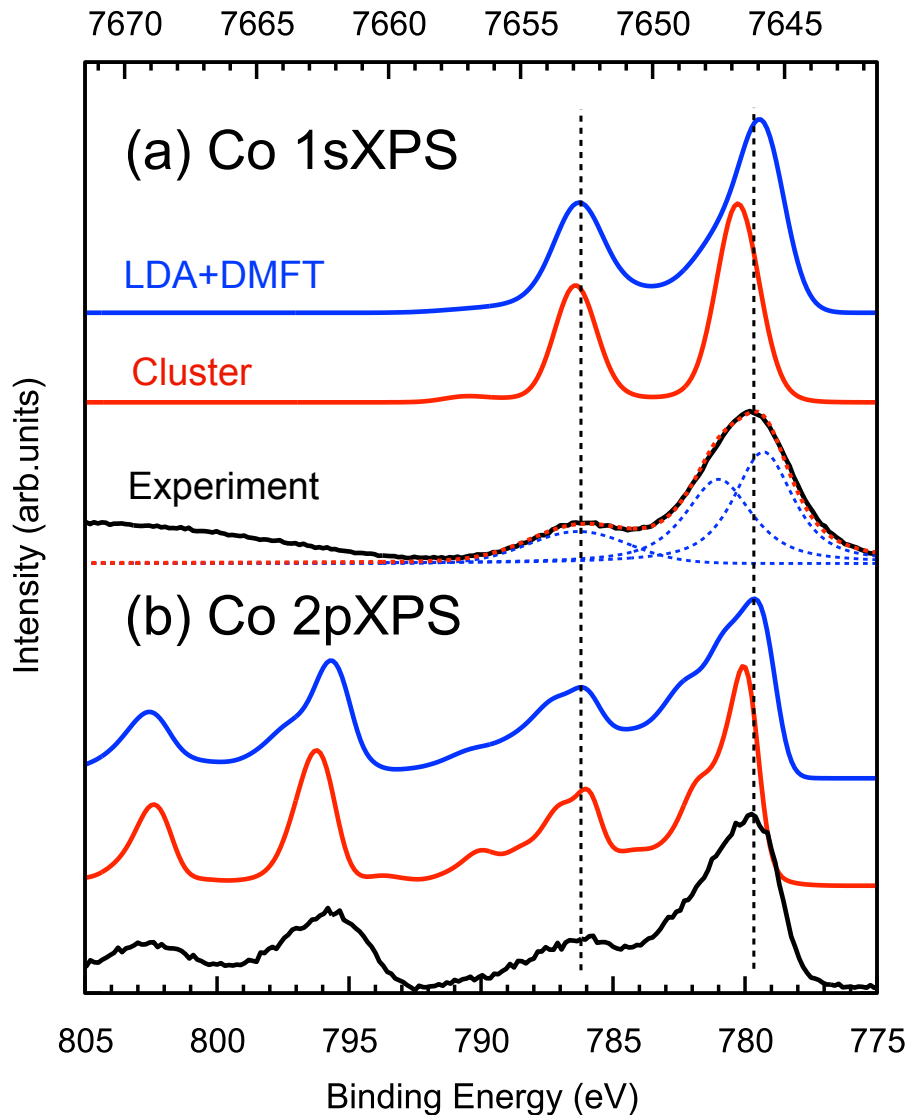 7670 7665 7660 7655 7650 7645
(a) Co 1sXPS
LDA+DMFT
Cluster
Experiment
(b) Co 2pXPS
Intensity (arb.units)
805 800 795 790 785 780 775
Binding Energy (eV)